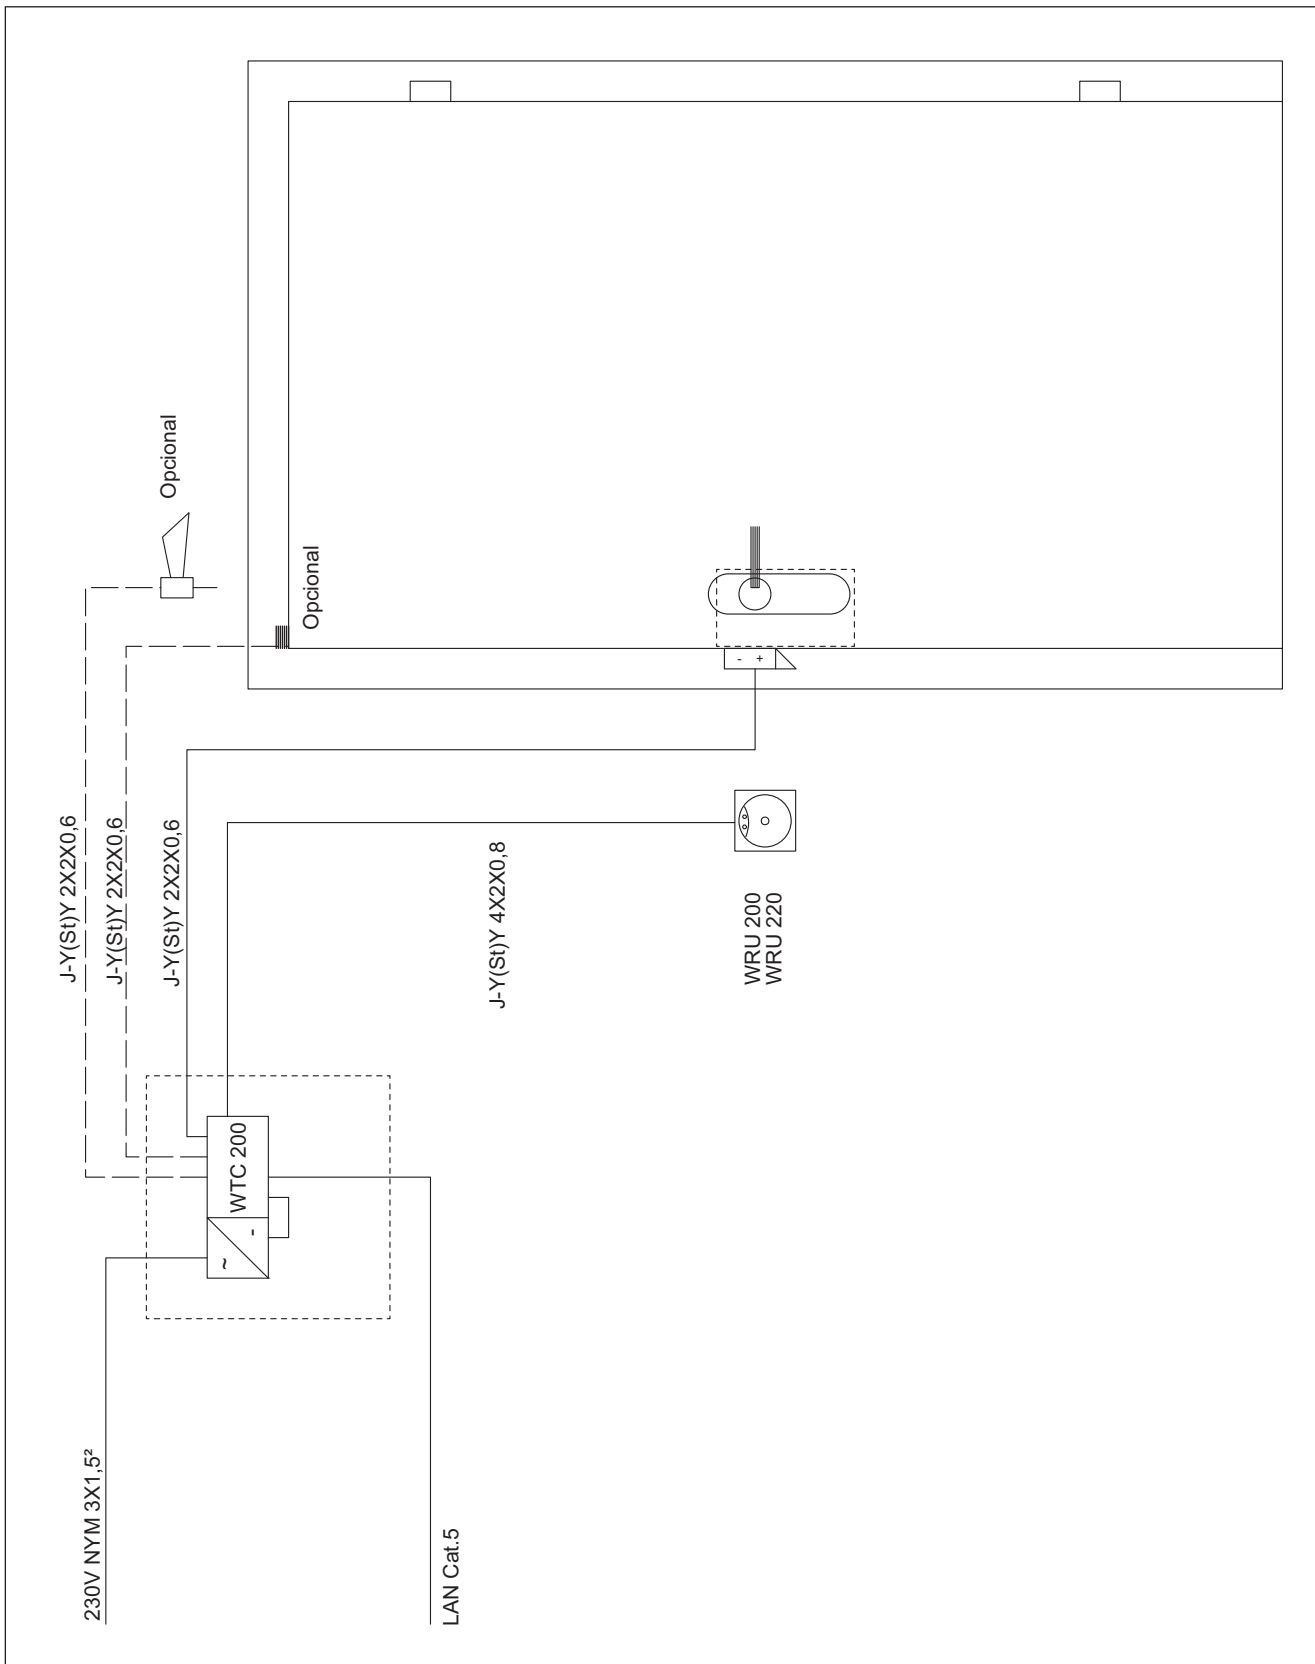 230V NYM 3X1,5²
LAN Cat.5
~
-
WTC 200
J-Y(St)Y 2X2X0,6
J-Y(St)Y 2X2X0,6
J-Y(St)Y 2X2X0,6
J-Y(St)Y 4X2X0,8
WRU 200
WRU 220
Opcional
Opcional
- +